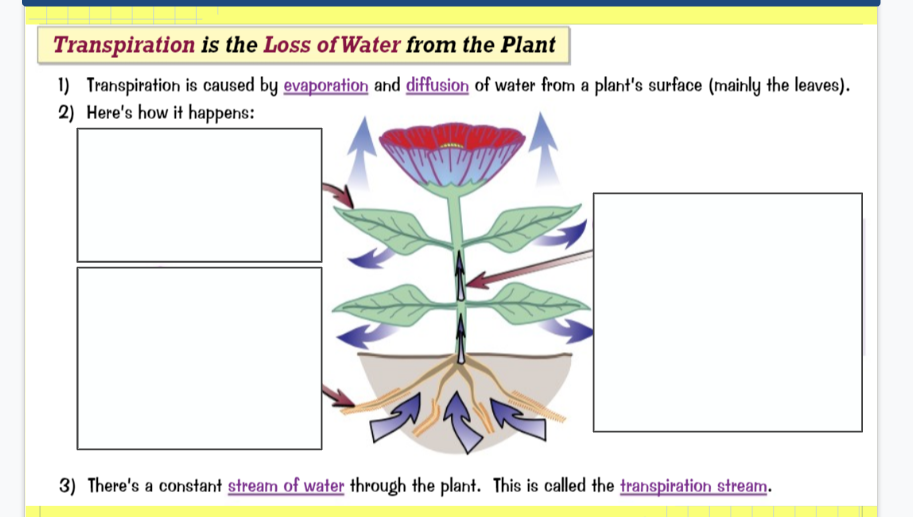 Transpiration is the Loss of Water from the Plant
1) Transpiration is caused by evaporation and diffusion of water from a plant's surface (mainly the leaves).
2) Here's how it happens:
3) There's a constant stream of water through the plant. This is called the transpiration stream.